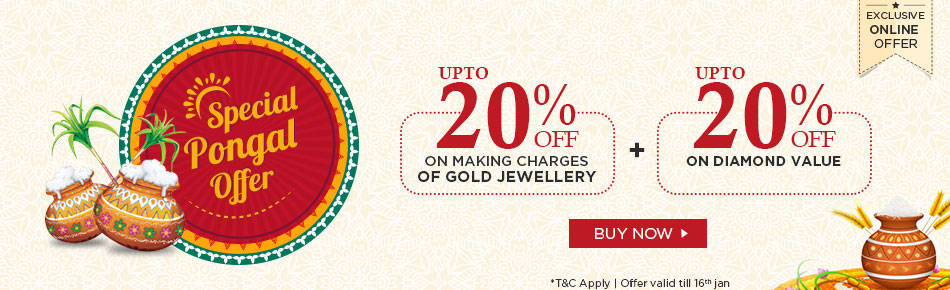 Special
Pongal
Offer
UPTO
20% OFF
ON MAKING CHARGES
OF GOLD JEWELLERY
+
UPTO
20% OFF
ON DIAMOND VALUE
EXCLUSIVE
ONLINE
OFFER
BUY NOW
*T&C Apply | Offer valid till 16th jan